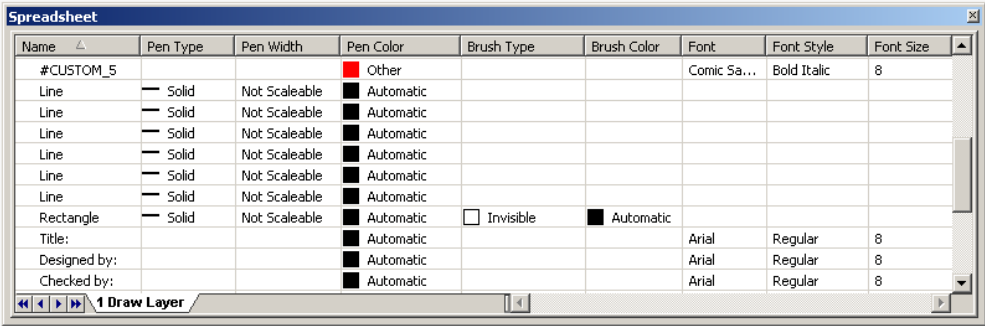 Spreadsheet
Name Pen Type Pen Width Pen Color Brush Type Brush Color Font Font Style Font Size
#CUSTOM_5 Other Comic Sa... Bold Italic 8
Line Solid Not Scaleable Automatic
Line Solid Not Scaleable Automatic
Line Solid Not Scaleable Automatic
Line Solid Not Scaleable Automatic
Line Solid Not Scaleable Automatic
Line Solid Not Scaleable Automatic
Rectangle Solid Not Scaleable Automatic Invisible Automatic
Title: Automatic Arial Regular 8
Designed by: Automatic Arial Regular 8
Checked by: Automatic Arial Regular 8
1 Draw Layer